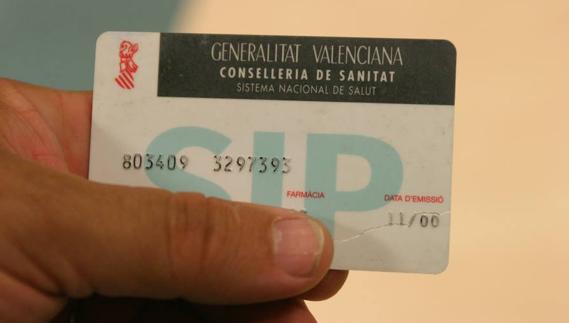 GENERALITAT VALENCIANA
CONSELLERIA DE SANITAT
SISTEMA NACIONAL DE SALUT
SIP
803409 3297393
FARMÀCIA
DATA D'EMISSIÓ
11/00